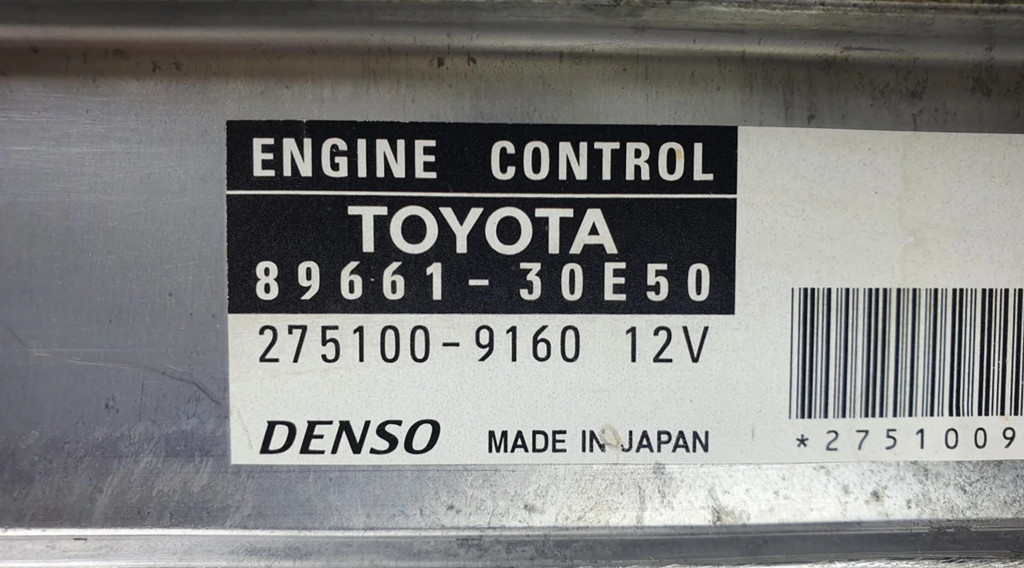 ENGINE CONTROL
TOYOTA
89661-30E50
275100-9160 12V
DENSO MADE IN JAPAN
*2751009